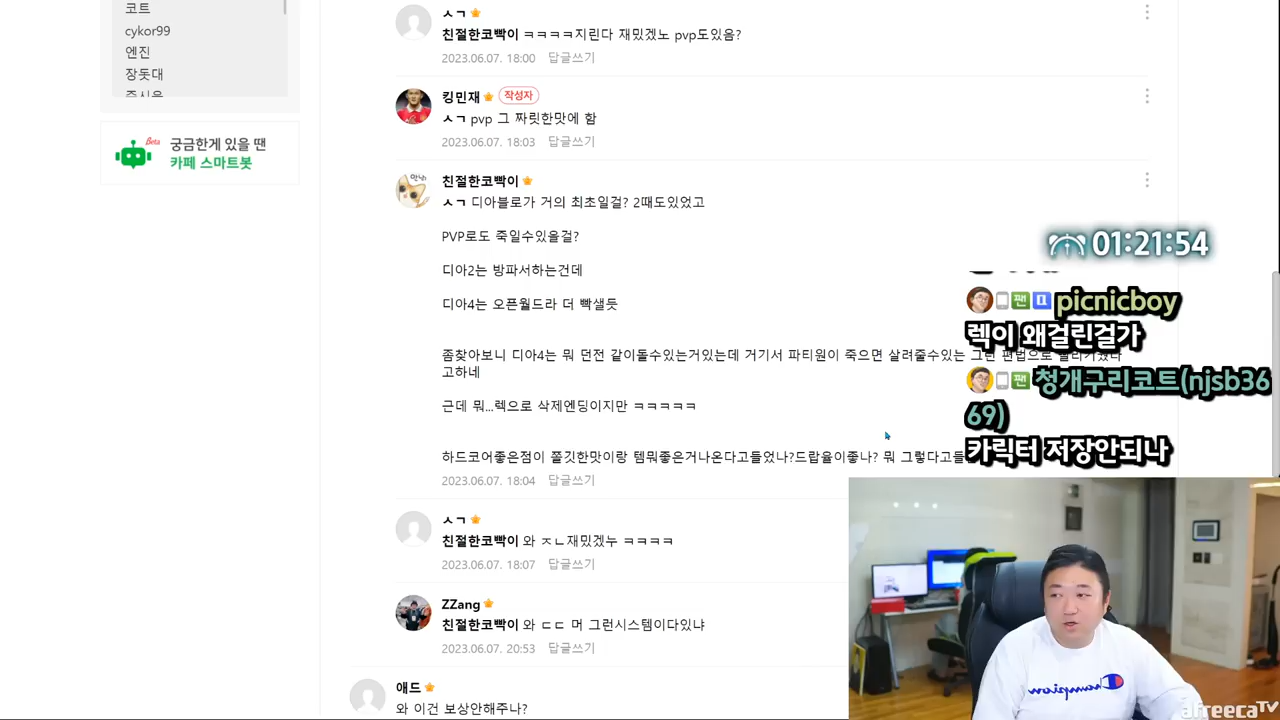 코트
cykor99
엔진
장돗대
주시윤
Beta 궁금한게 있을 땐
카페 스마트봇
ㅅㄱ
친절한코빡이 ㅋㅋㅋㅋ지린다 재밌겠노 pvp도있음?
2023.06.07. 18:00 답글쓰기
킹민재 작성자
ㅅㄱ pvp 그 짜릿한맛에 함
2023.06.07. 18:03 답글쓰기
친절한코빡이
ㅅㄱ 디아블로가 거의 최초일걸? 2때도있었고
PVP로도 죽일수있을걸?
디아2는 방파서하는건데
디아4는 오픈월드라 더 빡샐듯
좀찾아보니 디아4는 뭐 던전 같이돌수있는거있는데 거기서 파티원이 죽으면 살려줄수있는 그런 편법으로
고하네
근데 뭐...렉으로 삭제엔딩이지만 ㅋㅋㅋㅋㅋ
하드코어좋은점이 쫄깃한맛이랑 템뭐좋은거나온다고들었나?드랍율이좋나? 뭐 그렇다고들
2023.06.07. 18:04 답글쓰기
ㅅㄱ
친절한코빡이 와 ㅈㄴ재밌겠누 ㅋㅋㅋㅋ
2023.06.07. 18:07 답글쓰기
ZZang
친절한코빡이 와 ㄷㄷ 머 그런시스템이다있냐
2023.06.07. 20:53 답글쓰기
애드
와 이건 보상안해주나?
01:21:54
팬 picnicboy
렉이 왜걸린걸가
팬 청개구리코트(njsb36
69)
카릭터 저장안되나
Champion
afreecaTV